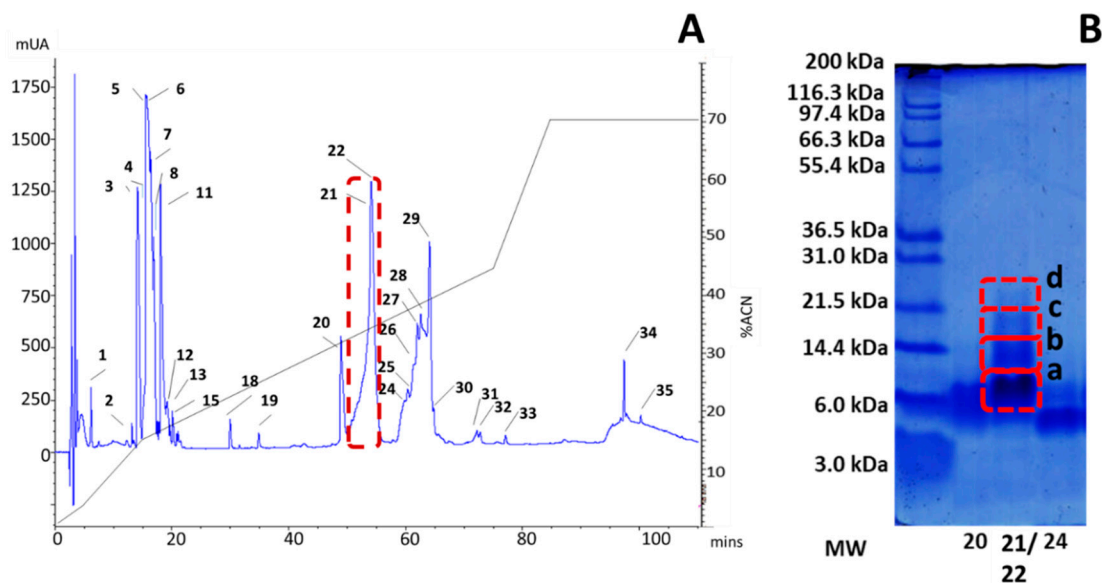 A
mUA
1750
1500
1250
1000
750
500
250
0
0
20
40
60
80
100
mins
70
60
50
40
30
20
10
%ACN
1
2
3
4
5
6
7
8
11
12
13
15
18
19
20
21
22
24
25
26
27
28
29
30
31
32
33
34
35
B
200 kDa
116.3 kDa
97.4 kDa
66.3 kDa
55.4 kDa
36.5 kDa
31.0 kDa
21.5 kDa
14.4 kDa
6.0 kDa
3.0 kDa
d
c
b
a
MW
20
21/
22
24